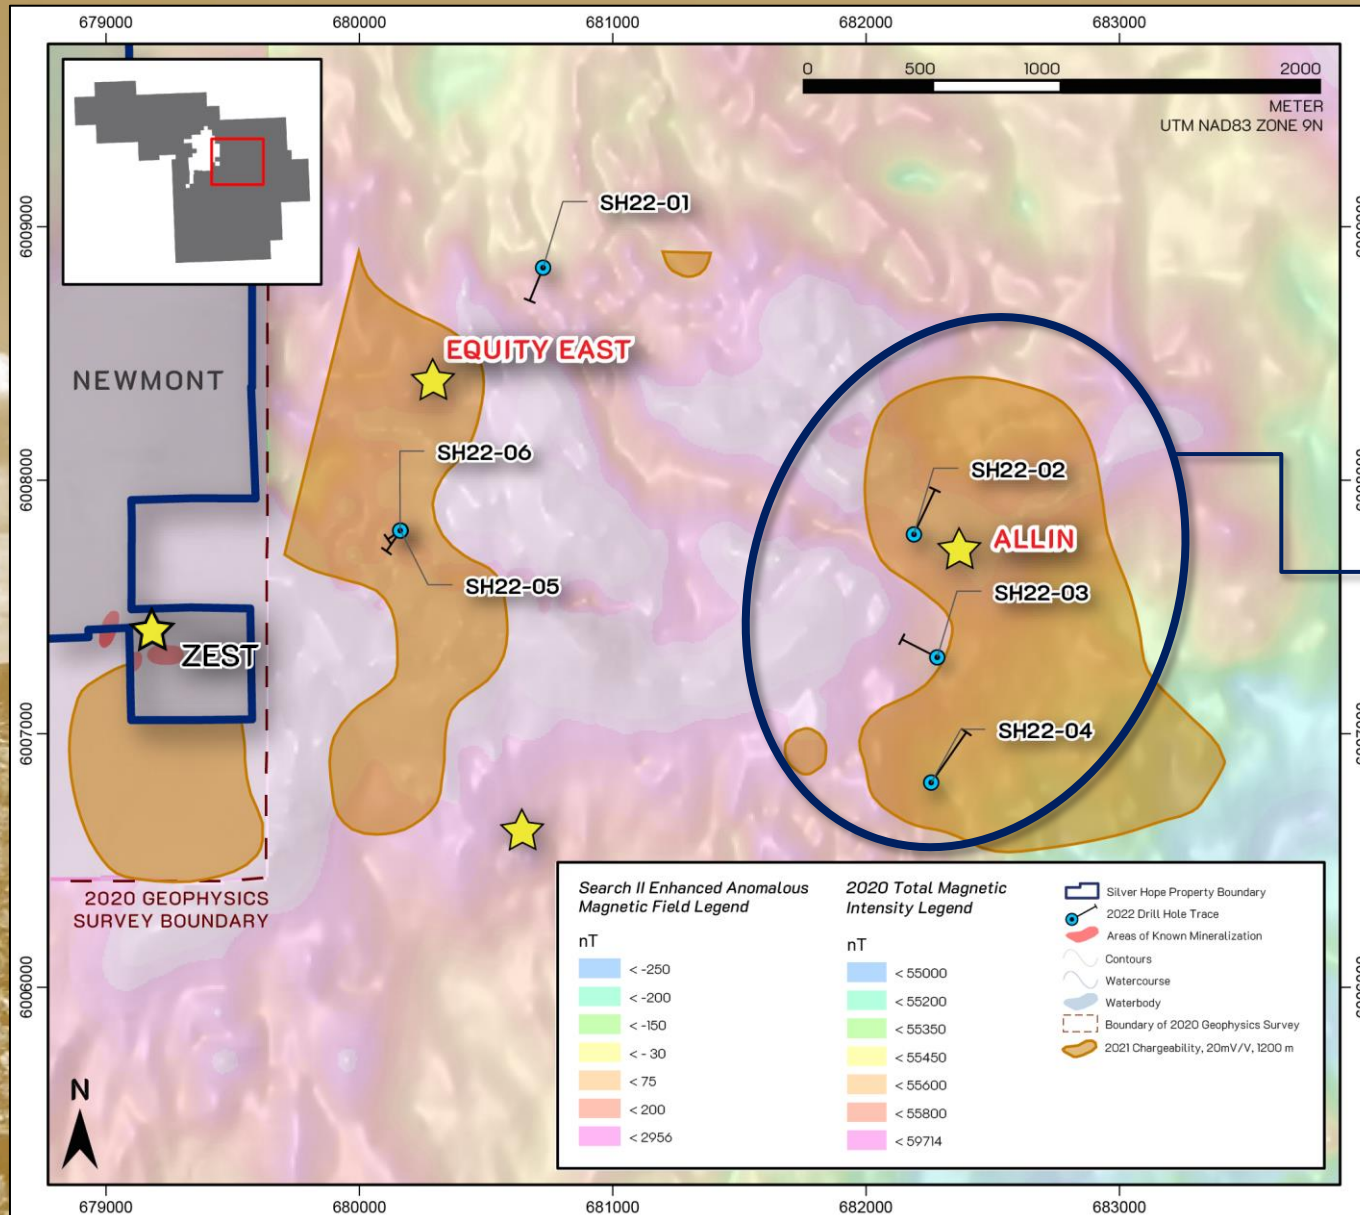 679000 680000 681000 682000 683000
0 500 1000 2000
METER
UTM NAD83 ZONE 9N
SH22-01
6009000
EQUITY EAST
NEWMONT
SH22-06
SH22-02
6008000
ALLIN
SH22-05
SH22-03
ZEST
SH22-04
6007000
2020 GEOPHYSICS
SURVEY BOUNDARY
Search II Enhanced Anomalous
Magnetic Field Legend
nT
< -250
< -200
< -150
< - 30
< 75
< 200
< 2956
2020 Total Magnetic
Intensity Legend
nT
< 55000
< 55200
< 55350
< 55450
< 55600
< 55800
< 59714
Silver Hope Property Boundary
2022 Drill Hole Trace
Areas of Known Mineralization
Contours
Watercourse
Waterbody
Boundary of 2020 Geophysics Survey
2021 Chargeability, 20mV/V, 1200 m
6006000
N
679000 680000 681000 682000 683000